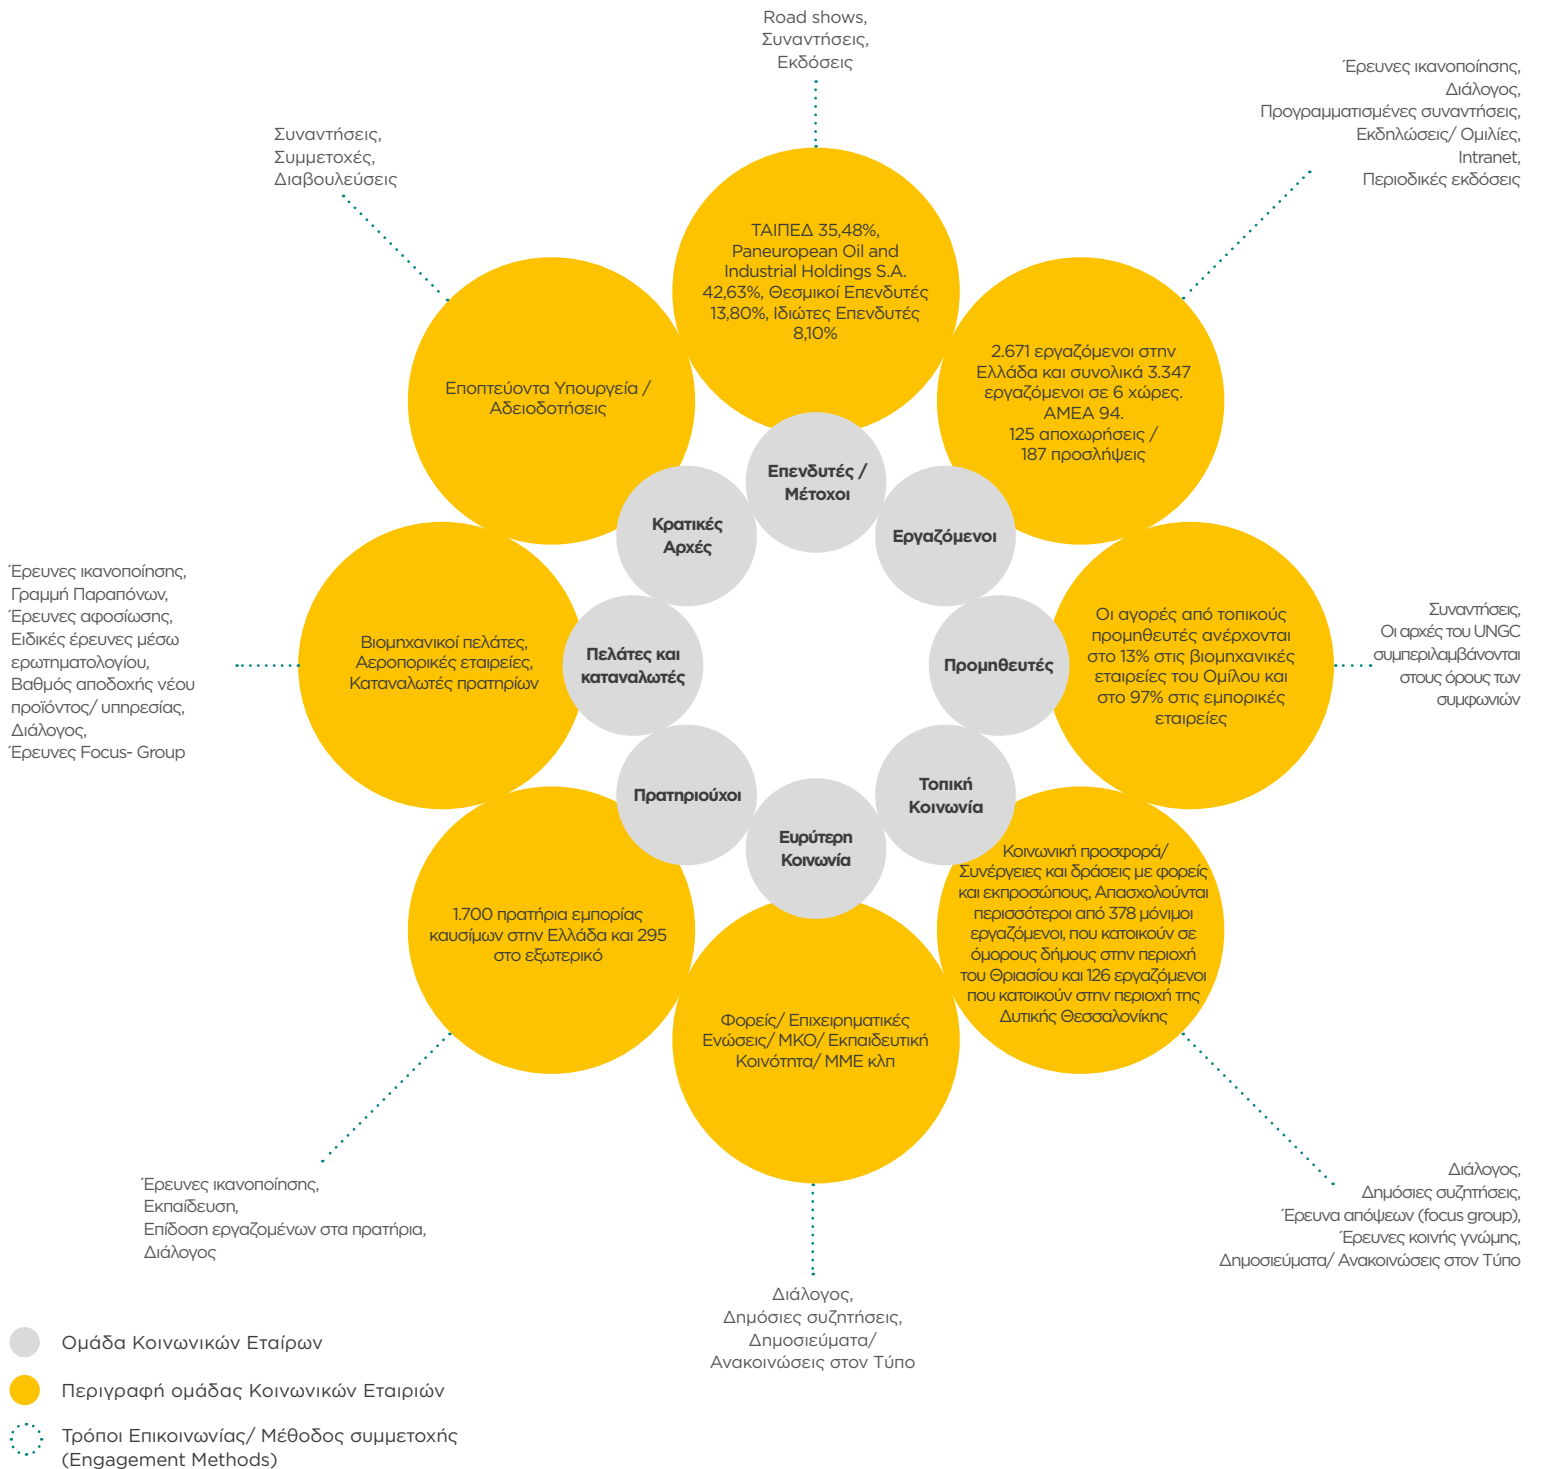 Road shows,
Συναντήσεις,
Εκδόσεις
Έρευνες ικανοποίησης,
Διάλογος,
Προγραμματισμένες συναντήσεις,
Εκδηλώσεις/ Ομιλίες,
Intranet,
Περιοδικές εκδόσεις
Συναντήσεις,
Συμμετοχές,
Διαβουλεύσεις
ΤΑΙΠΕΔ 35,48%,
Paneuropean Oil and
Industrial Holdings S.A.
42,63%, Θεσμικοί Επενδυτές
13,80%, Ιδιώτες Επενδυτές
8,10%
2.671 εργαζόμενοι στην
Ελλάδα και συνολικά 3.347
εργαζόμενοι σε 6 χώρες.
ΑΜΕΑ 94.
125 αποχωρήσεις /
187 προσλήψεις
Εποπτεύοντα Υπουργεία /
Αδειοδοτήσεις
Επενδυτές /
Μέτοχοι
Κρατικές
Αρχές
Εργαζόμενοι
Έρευνες ικανοποίησης,
Γραμμή Παραπόνων,
Έρευνες αφοσίωσης,
Ειδικές έρευνες μέσω
ερωτηματολογίου,
Βαθμός αποδοχής νέου
προϊόντος/ υπηρεσίας,
Διάλογος,
Έρευνες Focus- Group
Βιομηχανικοί πελάτες,
Αεροπορικές εταιρείες,
Καταναλωτές πρατηρίων
Πελάτες και
καταναλωτές
Προμηθευτές
Οι αγορές από τοπικούς
προμηθευτές ανέρχονται
στο 13% στις βιομηχανικές
εταιρείες του Ομίλου και
στο 97% στις εμπορικές
εταιρείες
Συναντήσεις,
Οι αρχές του UNGC
συμπεριλαμβάνονται
στους όρους των
συμφωνιών
Πρατηριούχοι
Ευρύτερη
Κοινωνία
Τοπική
Κοινωνία
1.700 πρατήρια εμπορίας
καυσίμων στην Ελλάδα και 295
στο εξωτερικό
Κοινωνική προσφορά/
Συνέργειες και δράσεις με φορείς
και εκπροσώπους, Απασχολούνται
περισσότεροι από 378 μόνιμοι
εργαζόμενοι, που κατοικούν σε
όμορους δήμους στην περιοχή
του Θριασίου και 126 εργαζόμενοι
που κατοικούν στην περιοχή της
Δυτικής Θεσσαλονίκης
Φορείς/ Επιχειρηματικές
Ενώσεις/ ΜΚΟ/ Εκπαιδευτική
Κοινότητα/ ΜΜΕ κλπ
Έρευνες ικανοποίησης,
Εκπαίδευση,
Επίδοση εργαζομένων στα πρατήρια,
Διάλογος
Διάλογος,
Δημόσιες συζητήσεις,
Έρευνα απόψεων (focus group),
Έρευνες κοινής γνώμης,
Δημοσιεύματα/ Ανακοινώσεις στον Τύπο
Διάλογος,
Δημόσιες συζητήσεις,
Δημοσιεύματα/
Ανακοινώσεις στον Τύπο
Ομάδα Κοινωνικών Εταίρων
Περιγραφή ομάδας Κοινωνικών Εταιριών
Τρόποι Επικοινωνίας/ Μέθοδος συμμετοχής
(Engagement Methods)